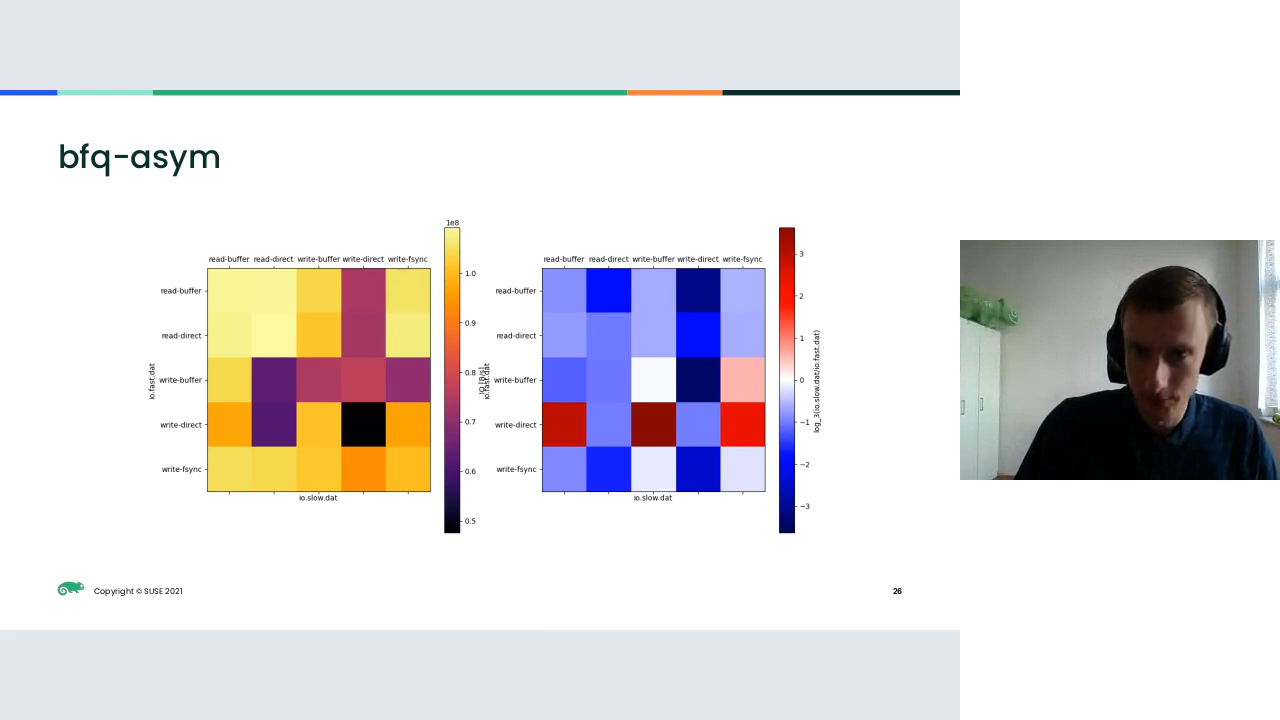 bfq-asym
1e8
read-buffer read-direct write-buffer write-direct write-fsync
read-buffer
read-direct
write-buffer
write-direct
write-fsync
io.fast.dat
io.slow.dat
1.0
0.9
0.8
0.7
0.6
0.5
read-buffer read-direct write-buffer write-direct write-fsync
read-buffer
read-direct
write-buffer
write-direct
write-fsync
io.fast.dat
io.slow.dat
3
2
1
0
−1
−2
−3
log_3(io.slow.dat/io.fast.dat)
Copyright © SUSE 2021
26